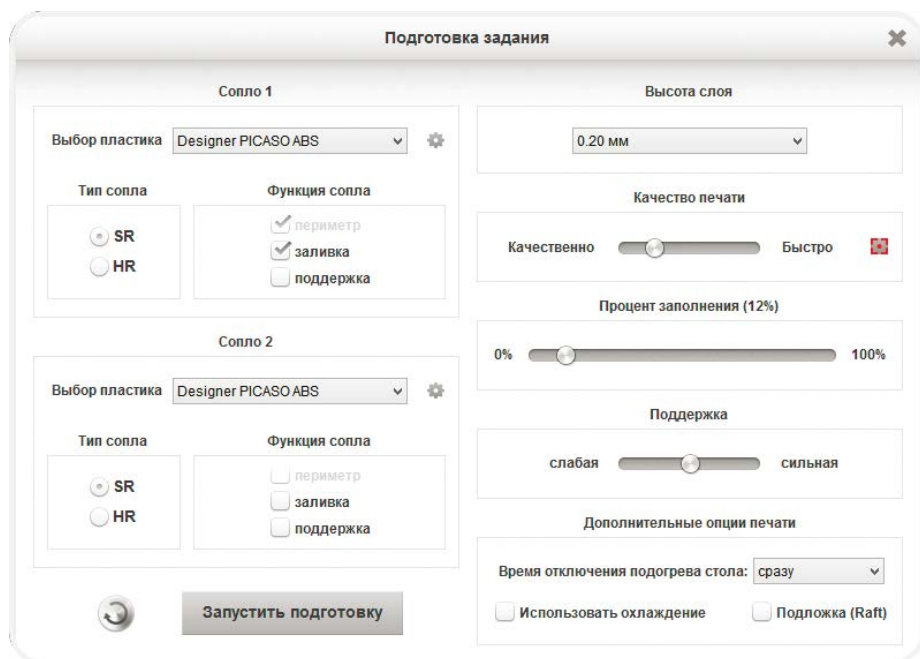 Подготовка задания
Сопло 1
Выбор пластика Designer PICASO ABS
Тип сопла
SR
HR
Функция сопла
периметр
заливка
поддержка
Сопло 2
Выбор пластика Designer PICASO ABS
Тип сопла
SR
HR
Функция сопла
периметр
заливка
поддержка
Запустить подготовку
Высота слоя
0.20 мм
Качество печати
Качественно Быстро
Процент заполнения (12%)
0% 100%
Поддержка
слабая сильная
Дополнительные опции печати
Время отключения подогрева стола: сразу
Использовать охлаждение Подложка (Raft)